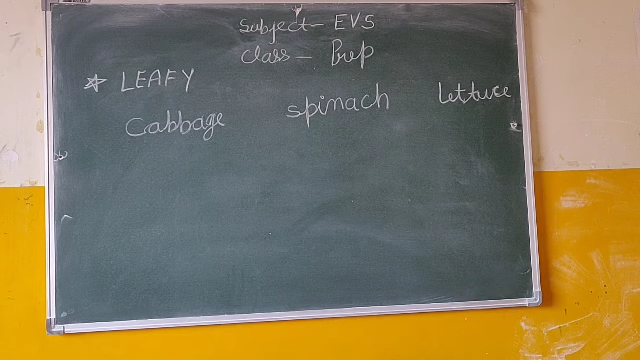 Subject - EVS
Class - Prep
☆ LEAFY
Cabbage spinach Lettuce